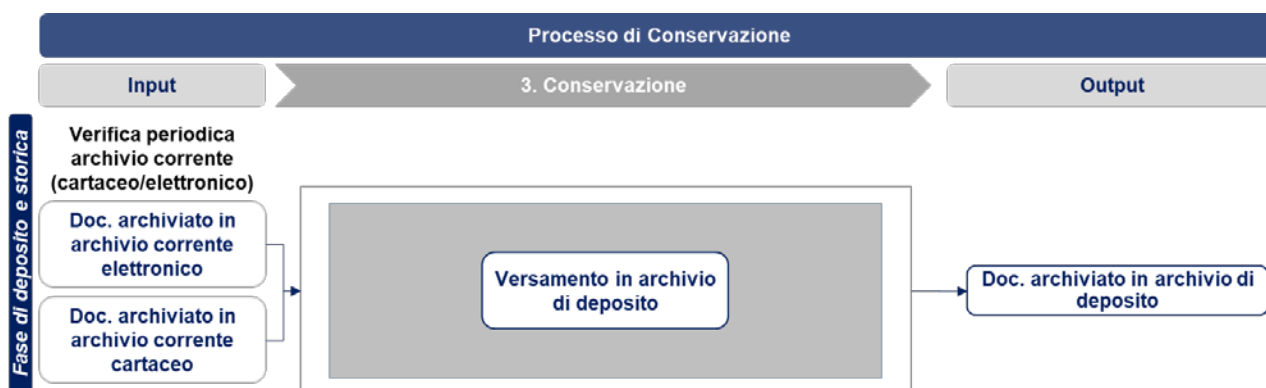 Processo di Conservazione
Input
3. Conservazione
Output
Fase di deposito e storica
Verifica periodica
archivio corrente
(cartaceo/elettronico)
Doc. archiviato in
archivio corrente
elettronico
Doc. archiviato in
archivio corrente
cartaceo
Versamento in archivio
di deposito
Doc. archiviato in archivio di
deposito